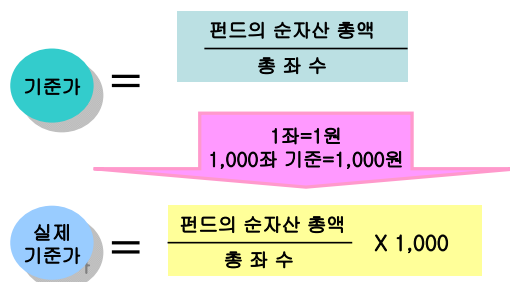 기준가
=
펀드의 순자산 총액
총 좌 수
1좌=1원
1,000좌 기준=1,000원
실제
기준가
r
=
펀드의 순자산 총액
총 좌 수
X 1,000